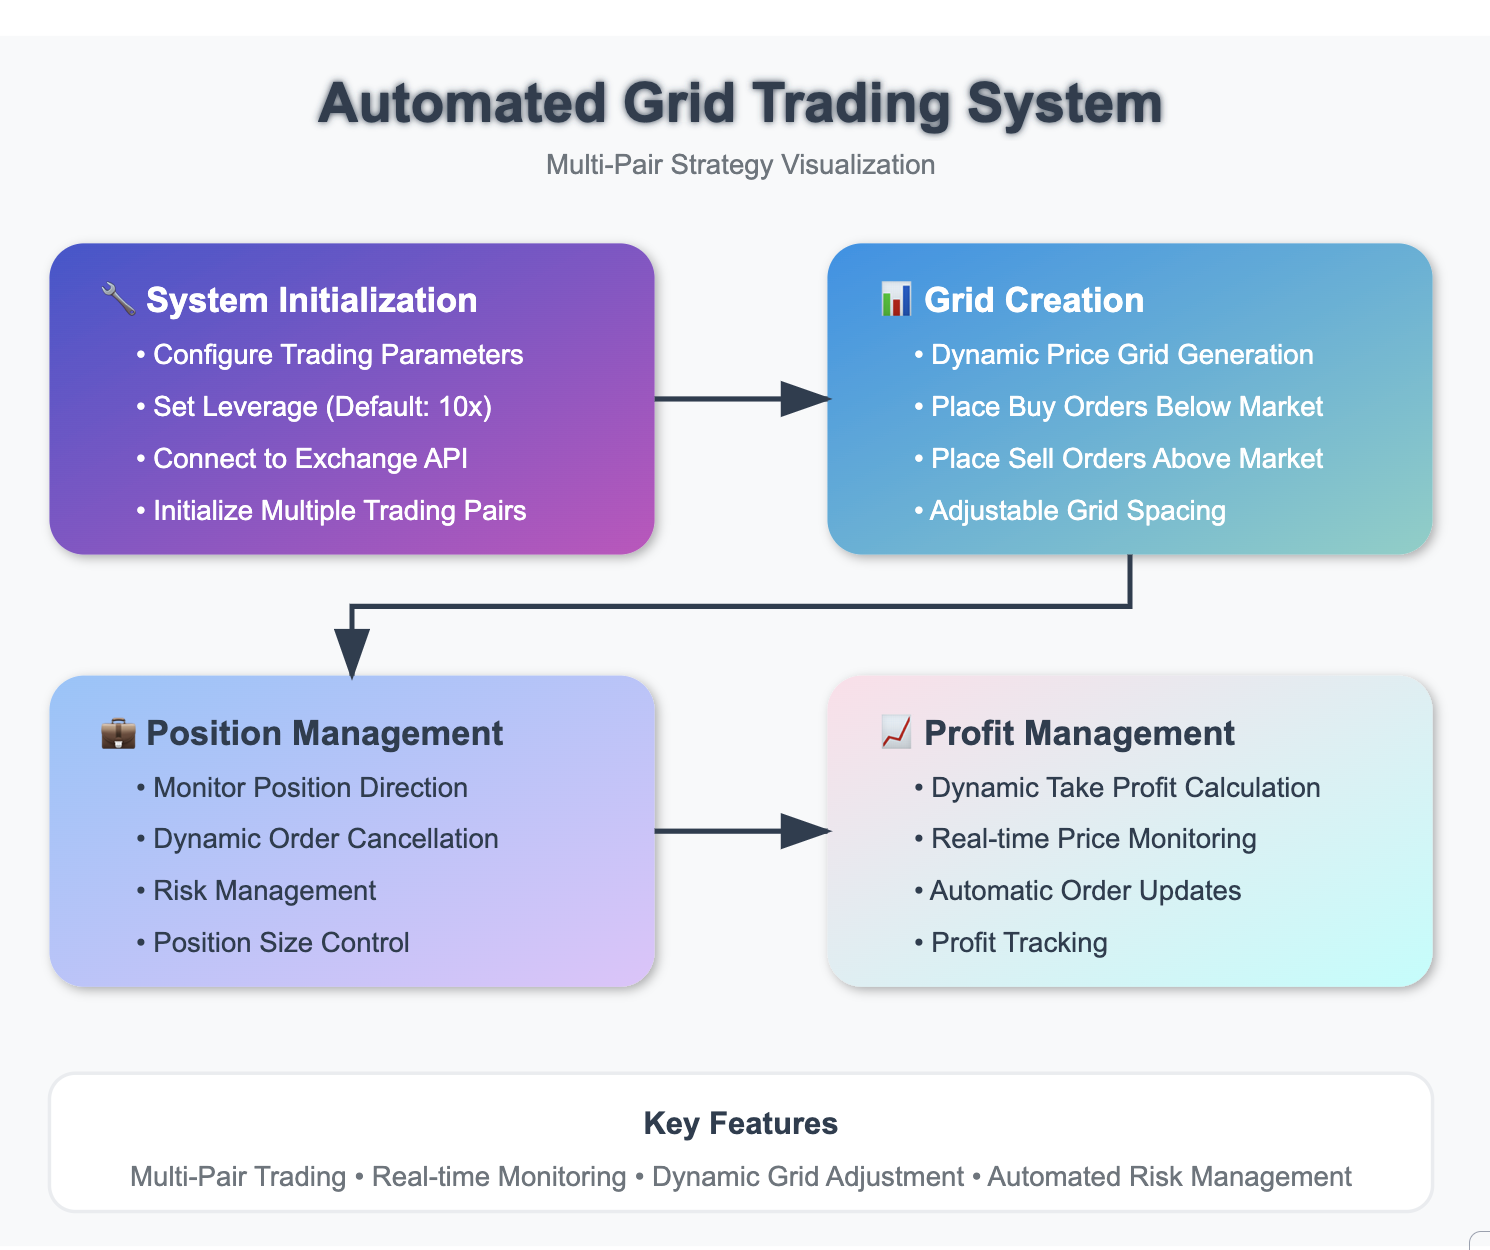 Automated Grid Trading System
Multi-Pair Strategy Visualization
System Initialization
• Configure Trading Parameters
• Set Leverage (Default: 10x)
• Connect to Exchange API
• Initialize Multiple Trading Pairs
Grid Creation
• Dynamic Price Grid Generation
• Place Buy Orders Below Market
• Place Sell Orders Above Market
• Adjustable Grid Spacing
Position Management
• Monitor Position Direction
• Dynamic Order Cancellation
• Risk Management
• Position Size Control
Profit Management
• Dynamic Take Profit Calculation
• Real-time Price Monitoring
• Automatic Order Updates
• Profit Tracking
Key Features
Multi-Pair Trading • Real-time Monitoring • Dynamic Grid Adjustment • Automated Risk Management